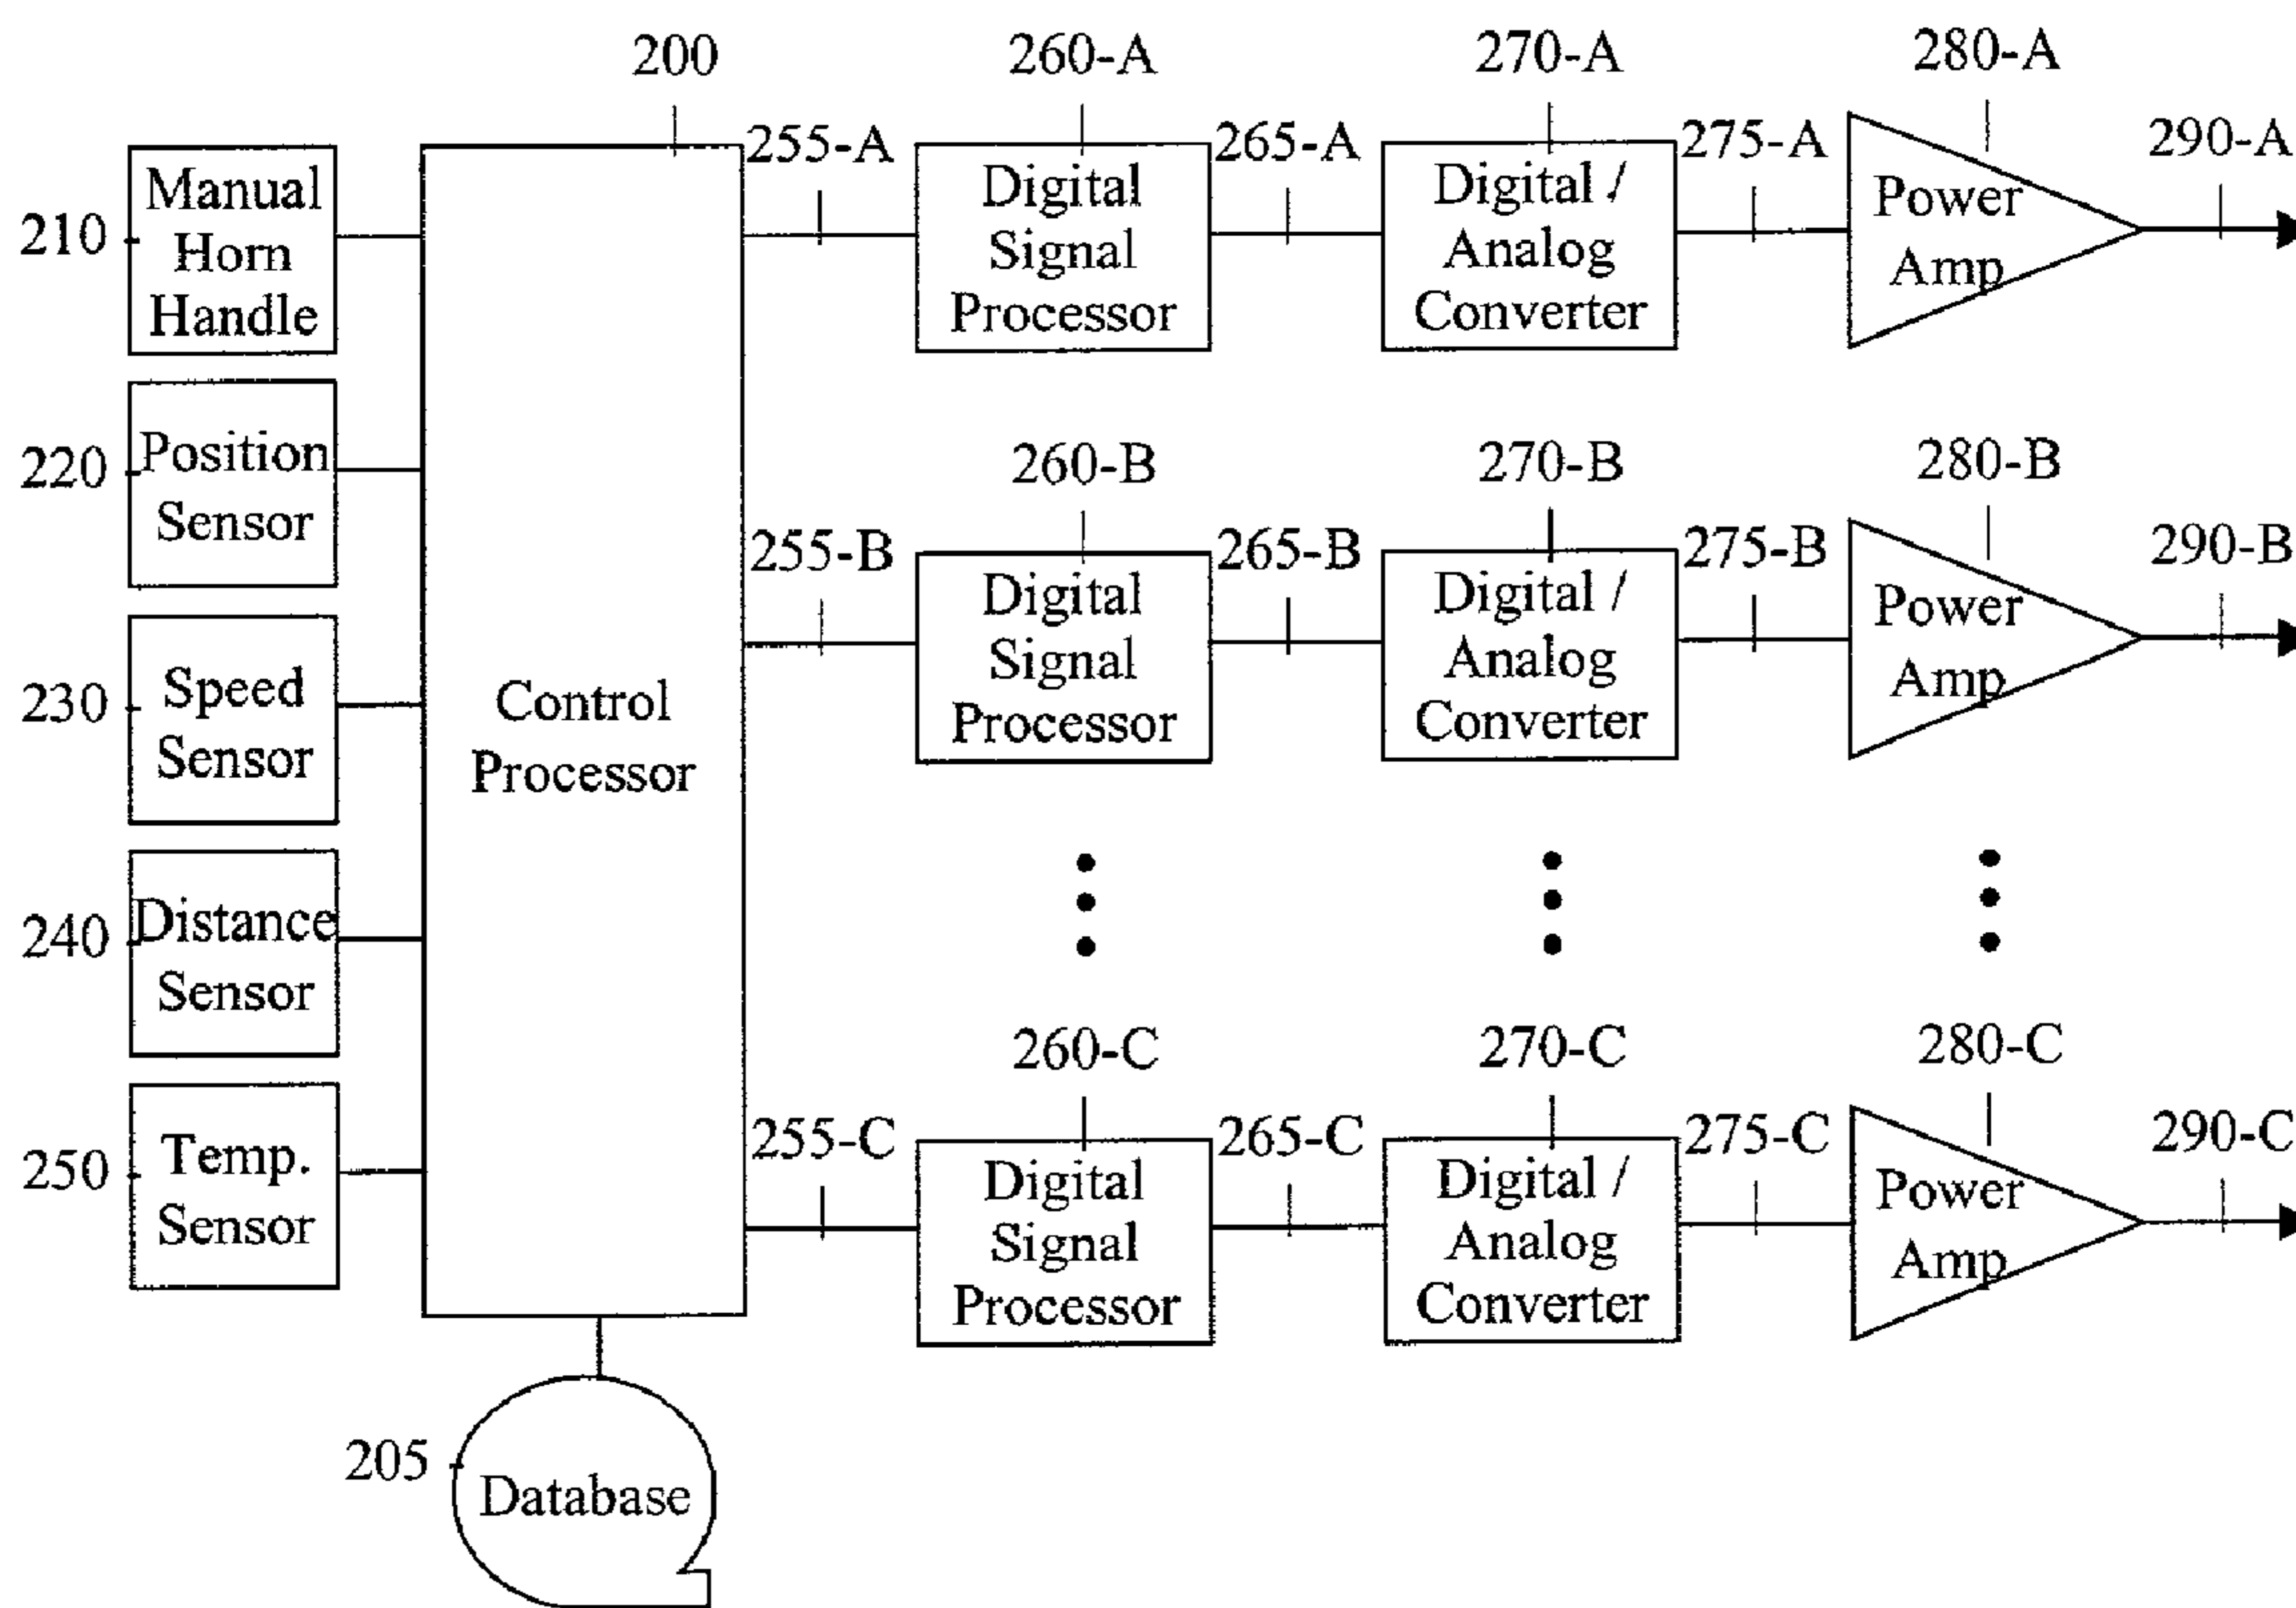 200
260-A
270-A
280-A
255-A
265-A
275-A
290-A
210
Manual
Horn
Handle
Digital
Signal
Processor
Digital /
Analog
Converter
Power
Amp
220
Position
Sensor
260-B
270-B
280-B
255-B
265-B
275-B
290-B
Digital
Signal
Processor
Digital /
Analog
Converter
Power
Amp
230
Speed
Sensor
Control
Processor
240
Distance
Sensor
260-C
270-C
280-C
255-C
265-C
275-C
290-C
250
Temp.
Sensor
Digital
Signal
Processor
Digital /
Analog
Converter
Power
Amp
205
Database